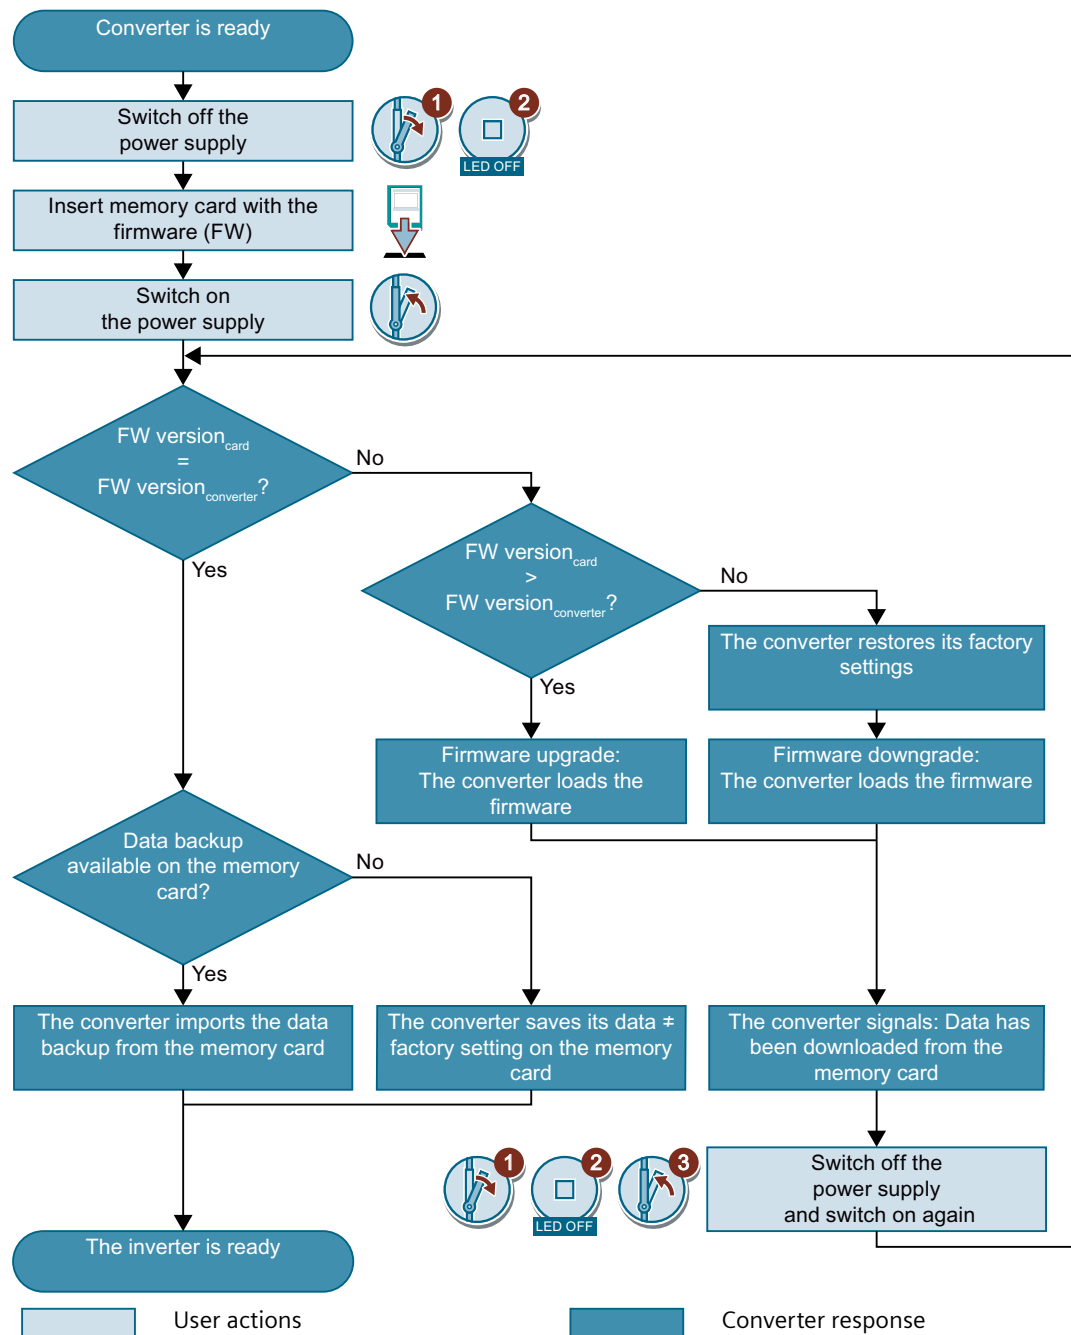 Converter is ready
Switch off the
power supply
1
2
LED OFF
Insert memory card with the
firmware (FW)
Switch on
the power supply
FW versioncard
=
FW versionconverter?
No
Yes
FW versioncard
>
FW versionconverter?
No
Yes
The converter restores its factory
settings
Firmware upgrade:
The converter loads the
firmware
Firmware downgrade:
The converter loads the firmware
Data backup
available on the memory
card?
No
Yes
The converter imports the data
backup from the memory card
The converter saves its data ≠
factory setting on the memory
card
The converter signals: Data has
been downloaded from the
memory card
1
2
3
LED OFF
Switch off the
power supply
and switch on again
The inverter is ready
User actions
Converter response